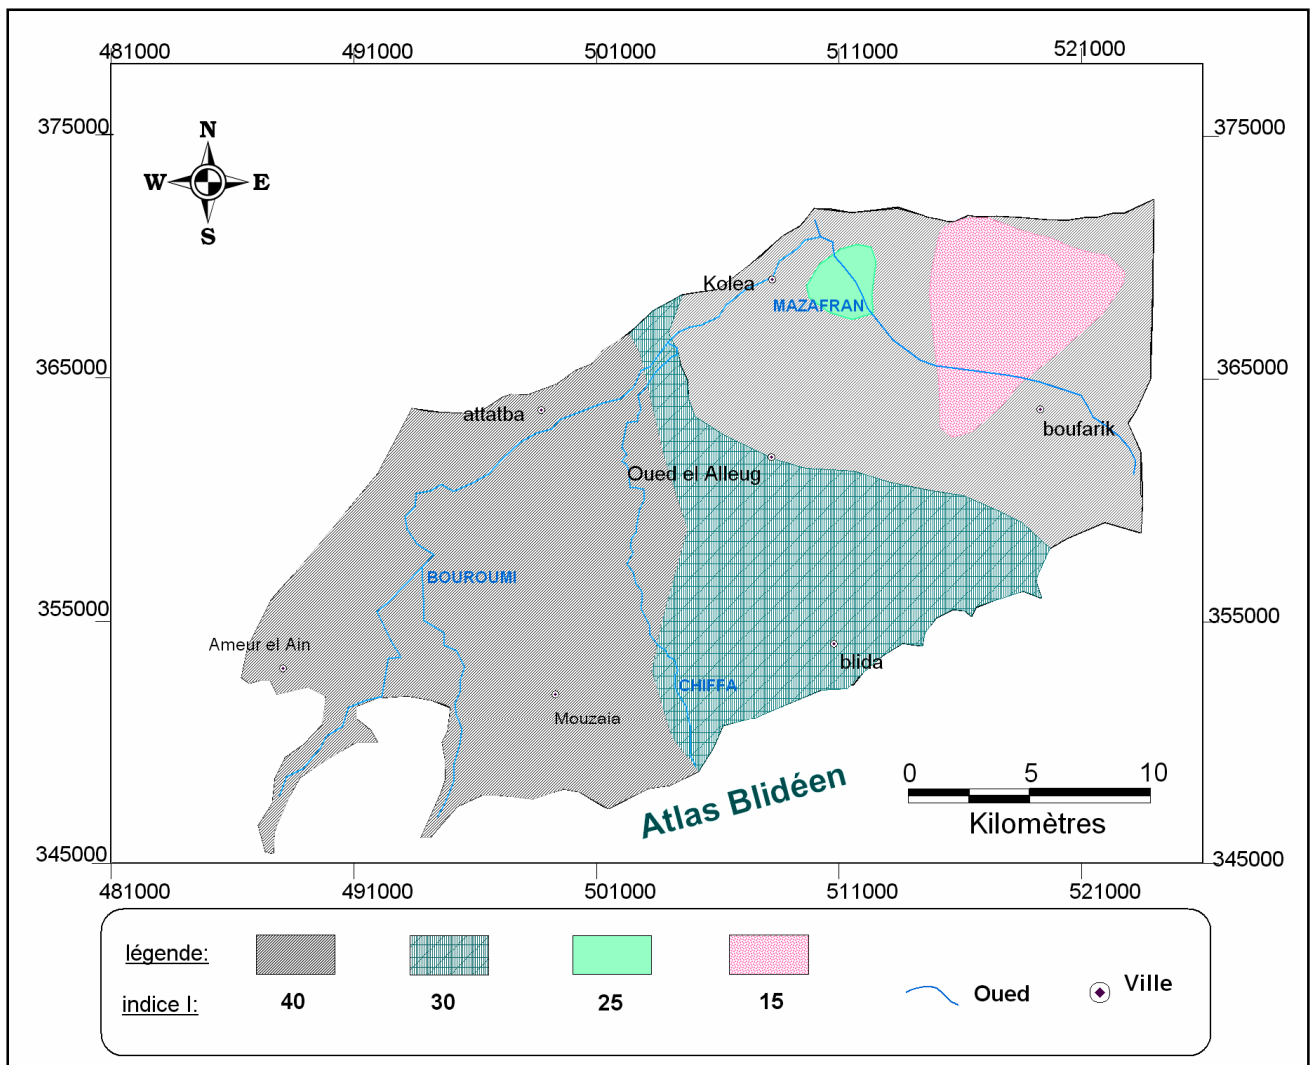 481000 491000 501000 511000 521000
375000 375000
N
W E
S
Kolea
MAZAFRAN
365000 365000
attatba
boufarik
Oued el Alleug
BOUROUMI
355000 355000
Ameur el Ain
blida
CHIFFA
Mouzaia
0 5 10
Kilomètres
Atlas Blidéen
345000 345000
481000 491000 501000 511000 521000
légende:
indice I: 40 30 25 15
Oued
Ville